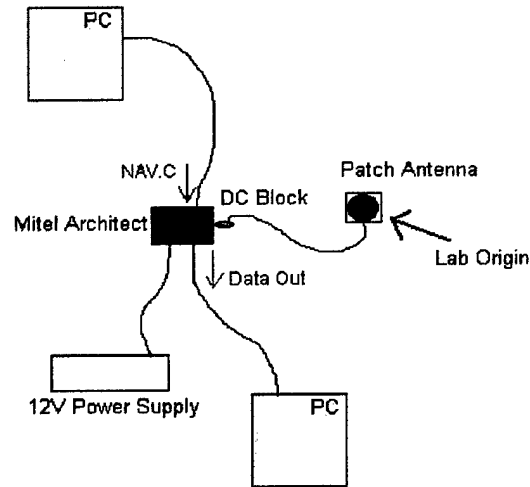 PC
NAV.C
Patch Antenna
DC Block
Mitel Architect
Lab Origin
Data Out
12V Power Supply
PC